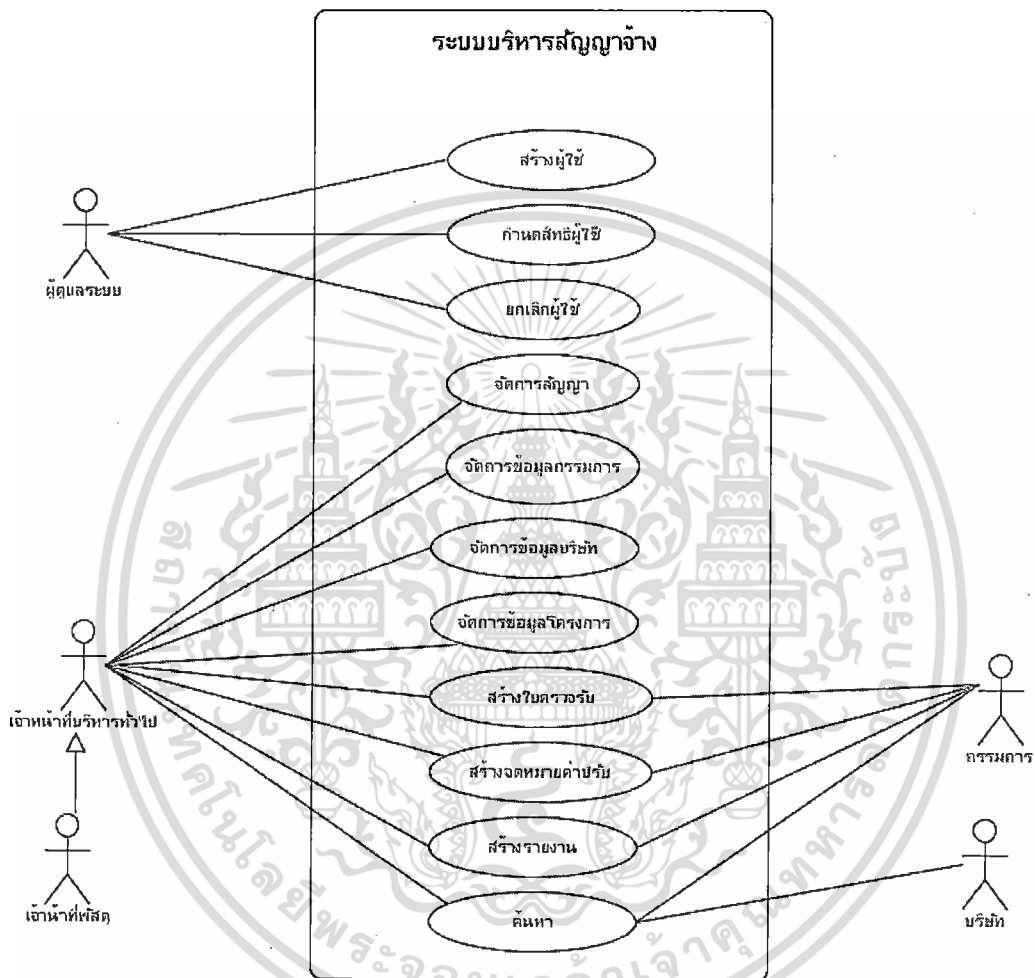 ระบบบริหารสัญญาจ้าง
สร้างผู้ใช้
กำนดสิทธิผู้ใช้
ผู้ดูแลระบบ
ยกเลิกผู้ใช้
จัดการสัญญา
จัดการข้อมูลกรรมการ
จัดการข้อมูลบริษัท
จัดการข้อมูลโครงการ
สร้างใบตรวจรับ
เจ้าหน้าที่บริหารทั่วไป
กรรมการ
สร้างจดหมายค่าปรับ
สร้างรายงาน
เจ้าน้าที่พัสดุ
ค้นหา
บริษัท